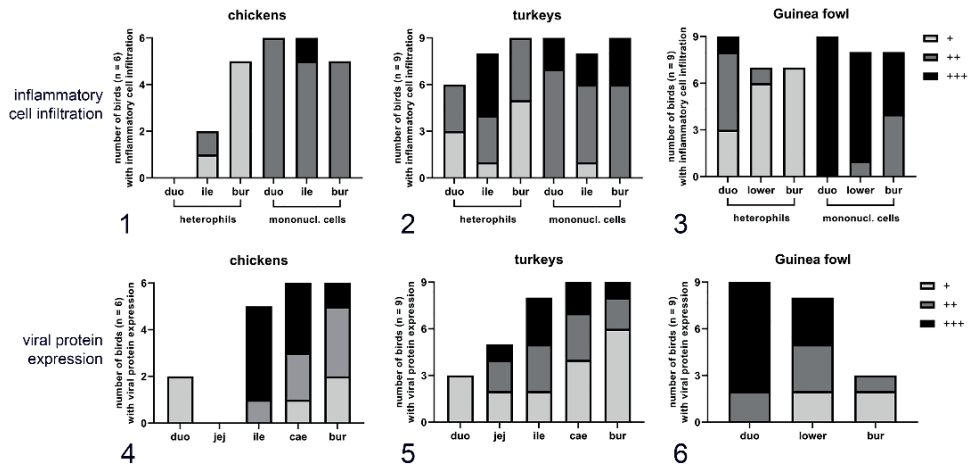 chickens
turkeys
Guinea fowl
inflammatory
cell infiltration
number of birds (n = 6)
with inflammatory cell infiltration
6
4
2
0
duo ile bur duo ile bur
heterophils mononucl. cells
1
number of birds (n = 9)
with inflammatory cell infiltration
9
6
3
0
duo ile bur duo ile bur
heterophils mononucl. cells
2
number of birds (n = 9)
with inflammatory cell infiltration
9
6
3
0
duo lower bur duo lower bur
heterophils mononucl. cells
3
+
++
+++
chickens
turkeys
Guinea fowl
viral protein
expression
number of birds (n = 6)
with viral protein expression
6
4
2
0
duo jej ile cae bur
4
number of birds (n = 9)
with viral protein expression
9
6
3
0
duo jej ile cae bur
5
number of birds (n = 9)
with viral protein expression
9
6
3
0
duo lower bur
6
+
++
+++